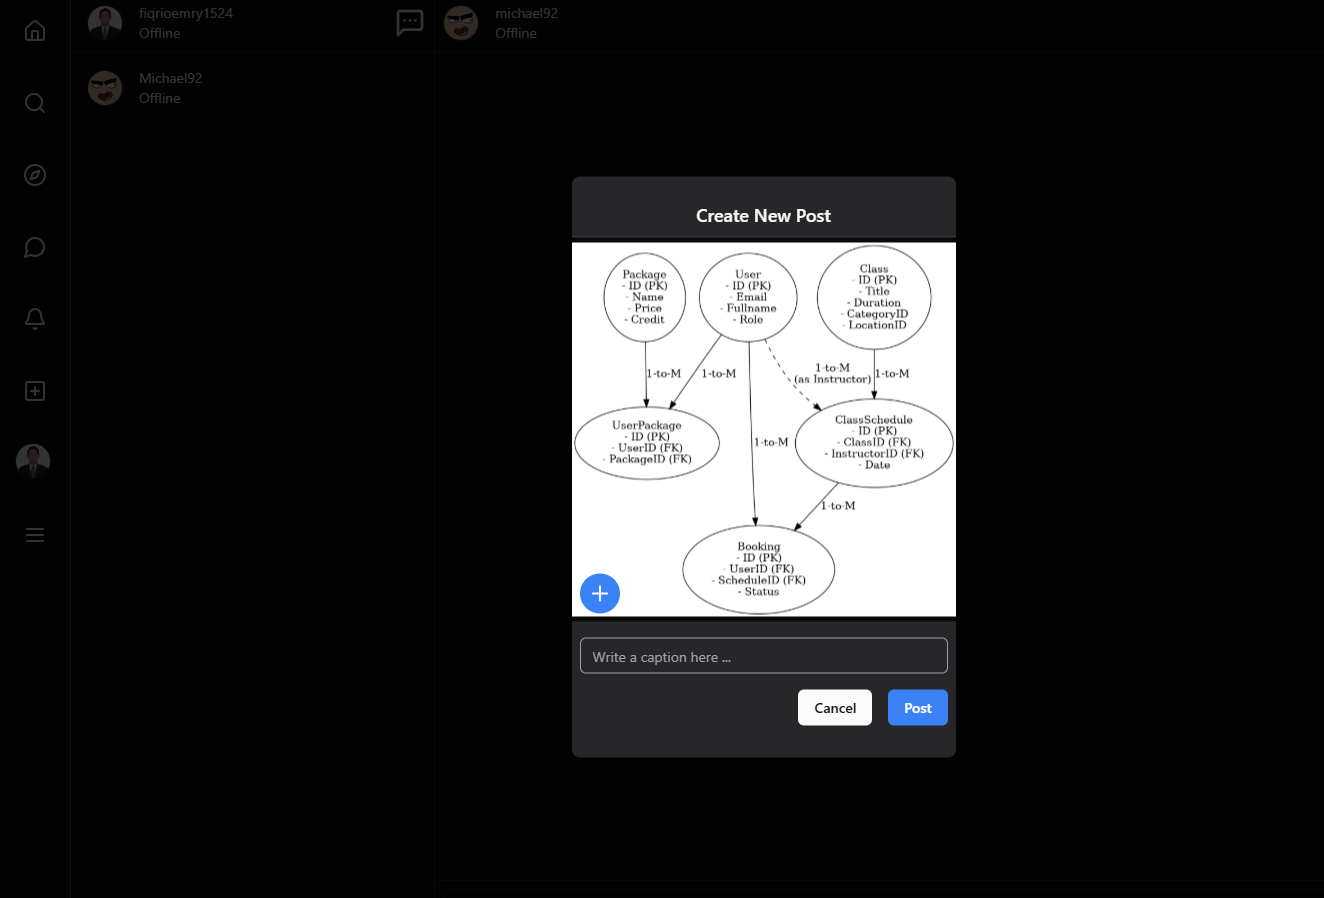 fiqrioemry1524
Offline
michael92
Offline
Michael92
Offline
Create New Post
Package
- ID (PK)
- Name
- Price
- Credit
User
- ID (PK)
- Email
- Fullname
- Role
Class
- ID (PK)
- Title
- Duration
- CategoryID
- LocationID
1-to-M
1-to-M
1-to-M
(as Instructor)
1-to-M
UserPackage
- ID (PK)
- UserID (FK)
- PackageID (FK)
1-to-M
ClassSchedule
- ID (PK)
- ClassID (FK)
- InstructorID (FK)
- Date
1-to-M
Booking
- ID (PK)
- UserID (FK)
- ScheduleID (FK)
- Status
Write a caption here ...
Cancel
Post